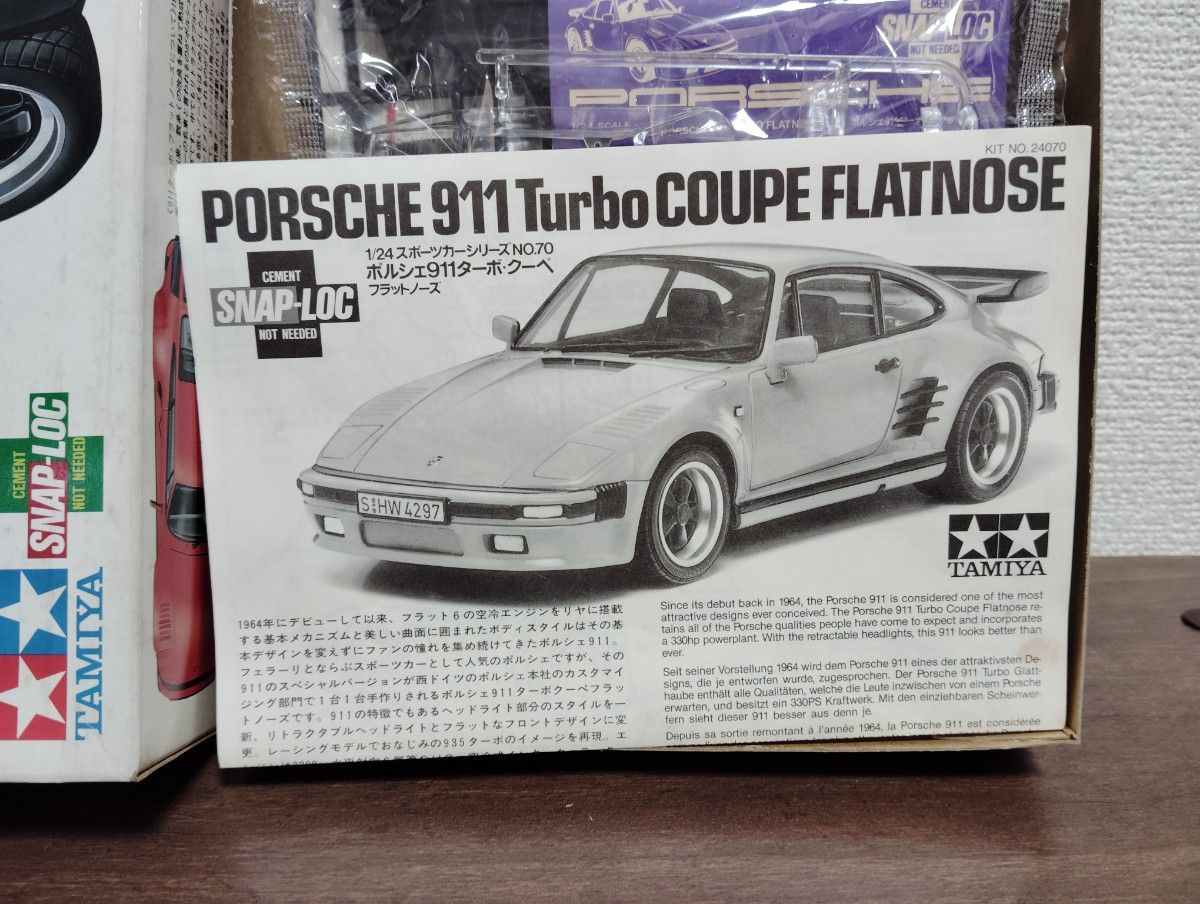 CEMENT
SNAP-LOC
NOT NEEDED
PORSCHE
1/24 SCALE
KIT NO. 24070
PORSCHE 911 Turbo COUPE FLATNOSE
CEMENT
SNAP-LOC
NOT NEEDED
1/24 スポーツカーシリーズ NO.70
ポルシェ911ターボ・クーペ
フラットノーズ
S HW 4297
TAMIYA
1964年にデビューして以来、フラット6の空冷エンジンをリヤに搭載
する基本メカニズムと美しい曲面に囲まれたボディスタイルはその基
本デザインを変えずにファンの憧れを集め続けてきたポルシェ911。
フェラーリとならぶスポーツカーとして人気のポルシェですが、その
911のスペシャルバージョンが西ドイツのポルシェ本社のカスタマイ
ジング部門で1台1台手作りされるポルシェ911ターボクーペフラッ
トノーズです。911の特徴でもあるヘッドライト部分のスタイルを一
新、リトラクタブルヘッドライトとフラットなフロントデザインに変
更。レーシングモデルでおなじみの935ターボのイメージを再現。エ
Since its debut back in 1964, the Porsche 911 is considered one of the most
attractive designs ever conceived. The Porsche 911 Turbo Coupe Flatnose re-
tains all of the Porsche qualities people have come to expect and incorporates
a 330hp powerplant. With the retractable headlights, this 911 looks better than
ever.
Seit seiner Vorstellung 1964 wird dem Porsche 911 eines der attraktivsten De-
signs, die je entworfen wurde, zugesprochen. Der Porsche 911 Turbo Glatt-
haube enthält alle Qualitäten, welche die Leute inzwischen von einem Porsche
erwarten, und besitzt ein 330PS Kraftwerk. Mit den einziehbaren Scheinwer-
fern sieht dieser 911 besser aus denn je.
Depuis sa sortie remontant à l'année 1964, la Porsche 911 est considérée
CEMENT
SNAP-LOC
NOT NEEDED
TAMIYA